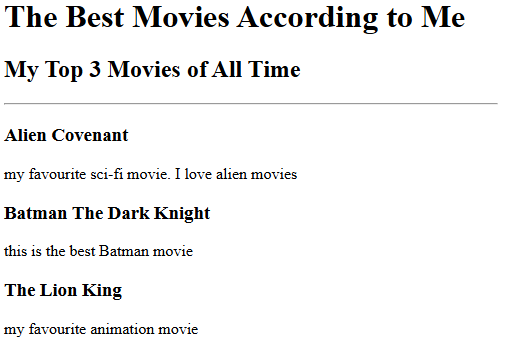 The Best Movies According to Me
My Top 3 Movies of All Time
Alien Covenant
my favourite sci-fi movie. I love alien movies
Batman The Dark Knight
this is the best Batman movie
The Lion King
my favourite animation movie